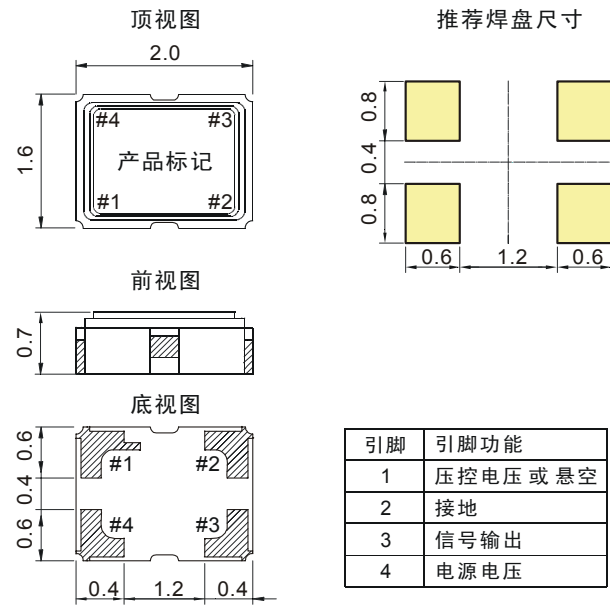 顶视图
2.0
1.6
#4 #3
产品标记
#1 #2
前视图
0.7
底视图
0.6
0.4
0.6
#1 #2
#4 #3
0.4 1.2 0.4
推荐焊盘尺寸
0.8
0.4
0.8
0.6 1.2 0.6
引脚 引脚功能
1 压控电压 或 悬空
2 接地
3 信号输出
4 电源电压